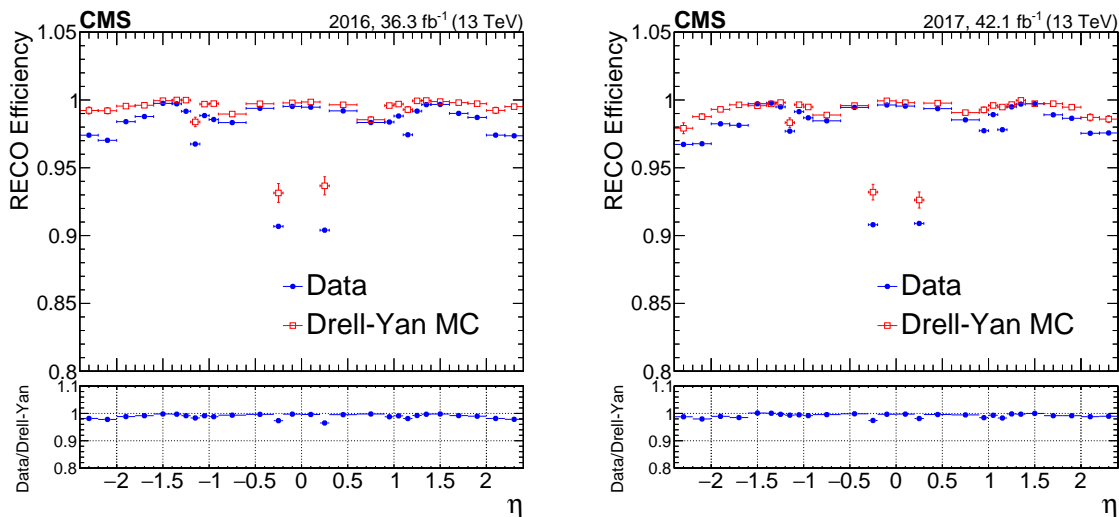 CMS 2016, 36.3 fb⁻¹ (13 TeV)
RECO Efficiency
1.05
1
0.95
0.9
0.85
0.8
Data
Drell-Yan MC
Data/Drell-Yan
1.1
1
0.9
0.8
−2 −1.5 −1 −0.5 0 0.5 1 1.5 2
η
CMS 2017, 42.1 fb⁻¹ (13 TeV)
RECO Efficiency
1.05
1
0.95
0.9
0.85
0.8
Data
Drell-Yan MC
Data/Drell-Yan
1.1
1
0.9
0.8
−2 −1.5 −1 −0.5 0 0.5 1 1.5 2
η